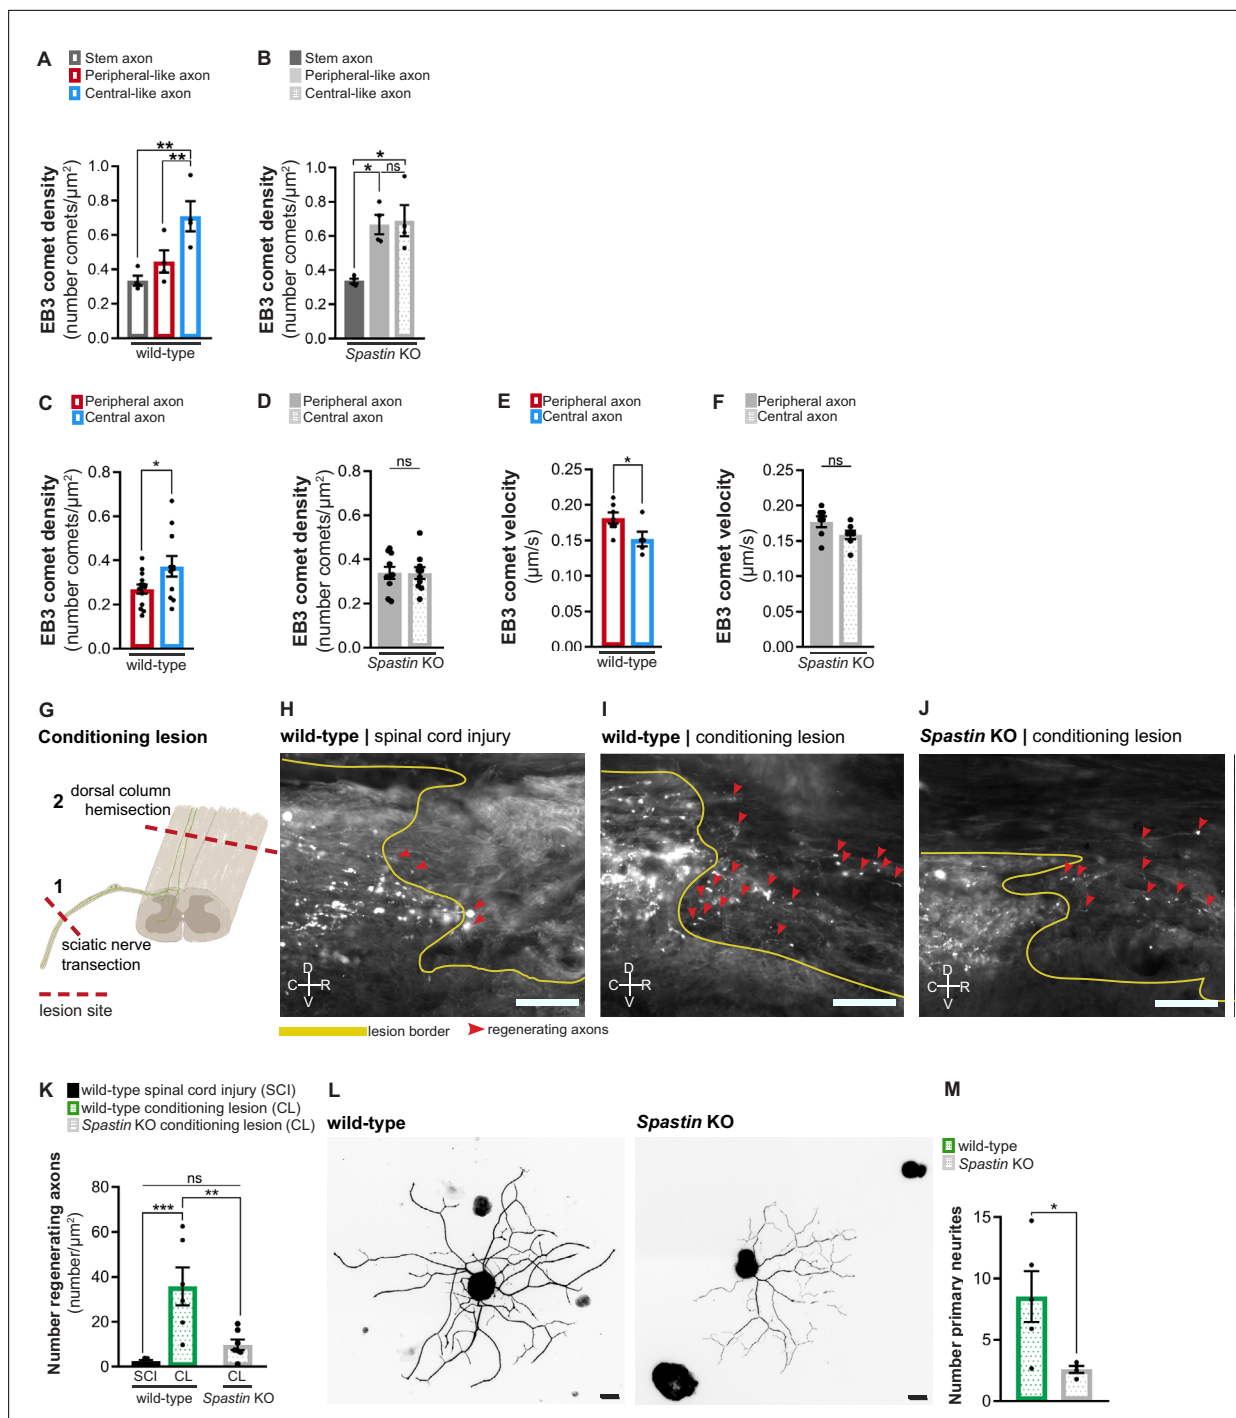 A
Stem axon
Peripheral-like axon
Central-like axon
EB3 comet density
(number comets/µm²)
1.0
0.8
0.6
0.4
0.2
0.0
**
**
wild-type
B
Stem axon
Peripheral-like axon
Central-like axon
EB3 comet density
(number comets/µm²)
1.0
0.8
0.6
0.4
0.2
0.0
*
*
ns
Spastin KO
C
Peripheral axon
Central axon
EB3 comet density
(number comets/µm²)
0.8
0.6
0.4
0.2
0.0
*
wild-type
D
Peripheral axon
Central axon
EB3 comet density
(number comets/µm²)
0.8
0.6
0.4
0.2
0.0
ns
Spastin KO
E
Peripheral axon
Central axon
EB3 comet velocity
(µm/s)
0.25
0.20
0.15
0.10
0.05
0.00
*
wild-type
F
Peripheral axon
Central axon
EB3 comet velocity
(µm/s)
0.25
0.20
0.15
0.10
0.05
0.00
ns
Spastin KO
G
Conditioning lesion
2 dorsal column
hemisection
1
sciatic nerve
transection
lesion site
H
wild-type | spinal cord injury
D
C R
V
I
wild-type | conditioning lesion
D
C R
V
J
Spastin KO | conditioning lesion
D
C R
V
lesion border
regenerating axons
K
wild-type spinal cord injury (SCI)
wild-type conditioning lesion (CL)
Spastin KO conditioning lesion (CL)
Number regenerating axons
(number/µm²)
80
60
40
20
0
ns
***
**
SCI CL CL
wild-type Spastin KO
L
wild-type
Spastin KO
M
wild-type
Spastin KO
Number primary neurites
15
10
5
0
*